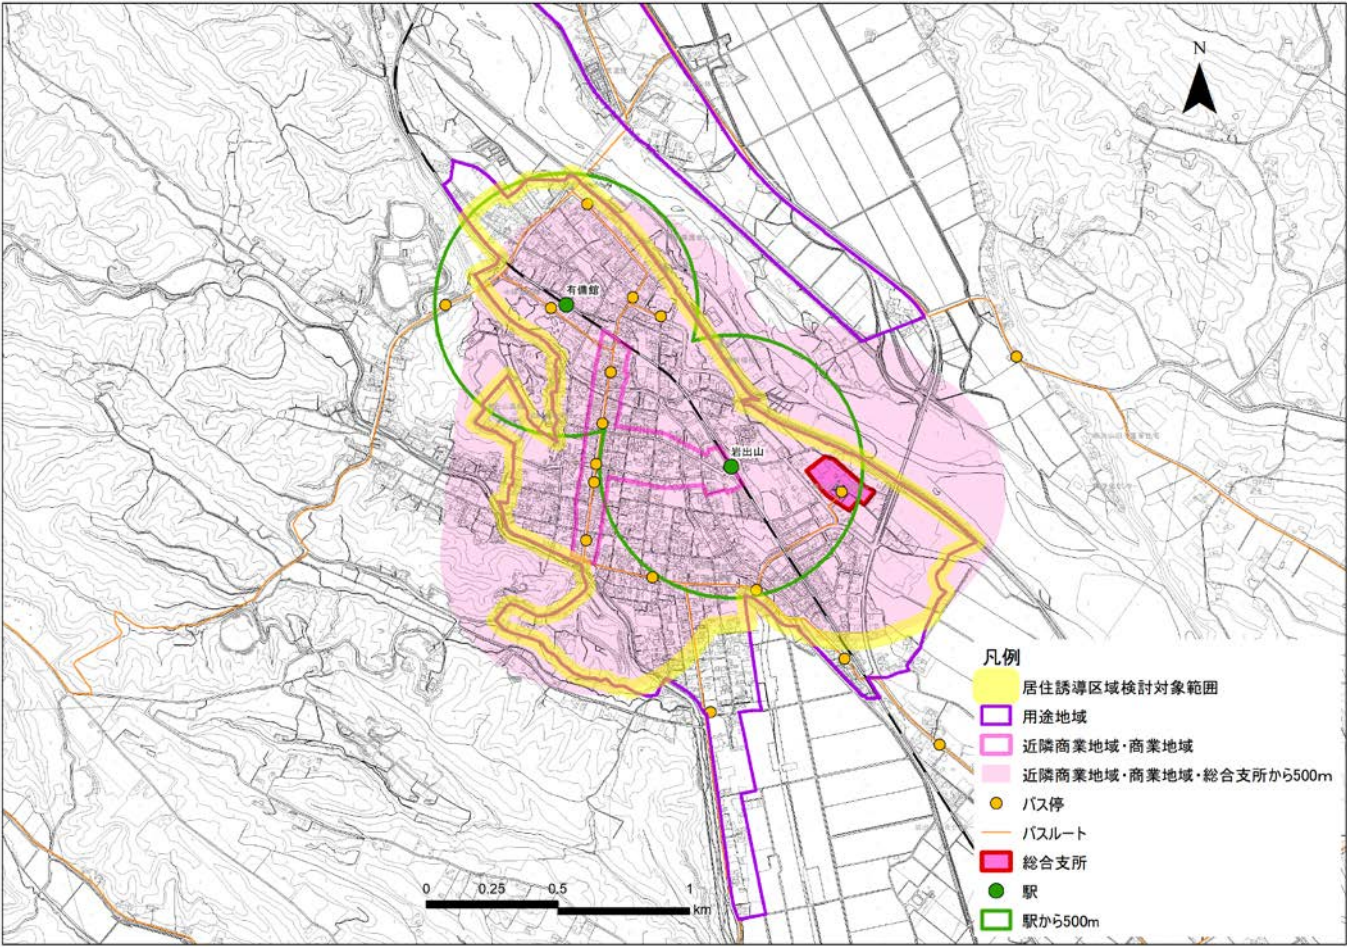 N
有備館
岩出山
凡例
居住誘導区域検討対象範囲
用途地域
近隣商業地域・商業地域
近隣商業地域・商業地域・総合支所から500m
バス停
バスルート
総合支所
駅
駅から500m
0 0.25 0.5 1
km